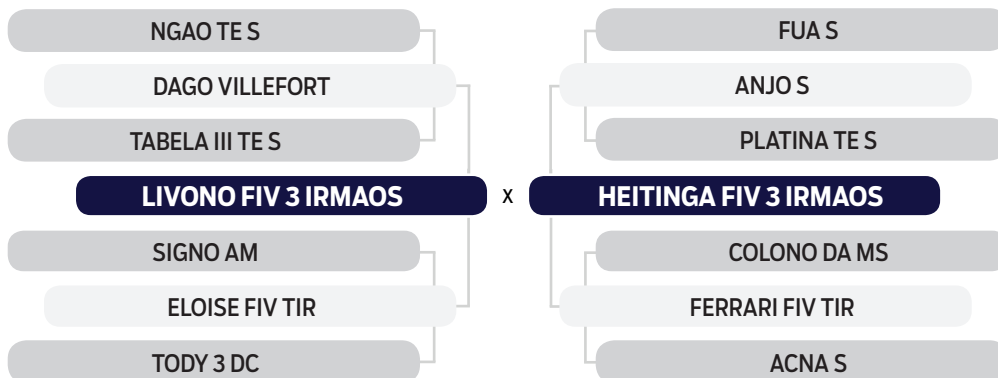 NGAO TE S
DAGO VILLEFORT
TABELA III TE S
LIVONO FIV 3 IRMAOS
SIGNO AM
ELOISE FIV TIR
TODY 3 DC
x
FUA S
ANJO S
PLATINA TE S
HEITINGA FIV 3 IRMAOS
COLONO DA MS
FERRARI FIV TIR
ACNA S